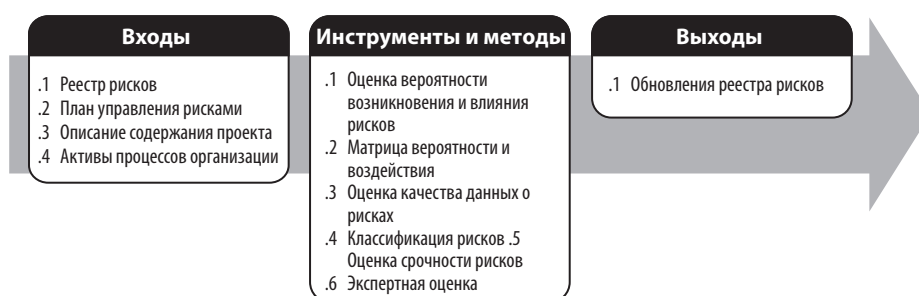 Входы
.1 Реестр рисков
.2 План управления рисками
.3 Описание содержания проекта
.4 Активы процессов организации
Инструменты и методы
.1 Оценка вероятности
возникновения и влияния
рисков
.2 Матрица вероятности и
воздействия
.3 Оценка качества данных о
рисках
.4 Классификация рисков .5
Оценка срочности рисков
.6 Экспертная оценка
Выходы
.1 Обновления реестра рисков